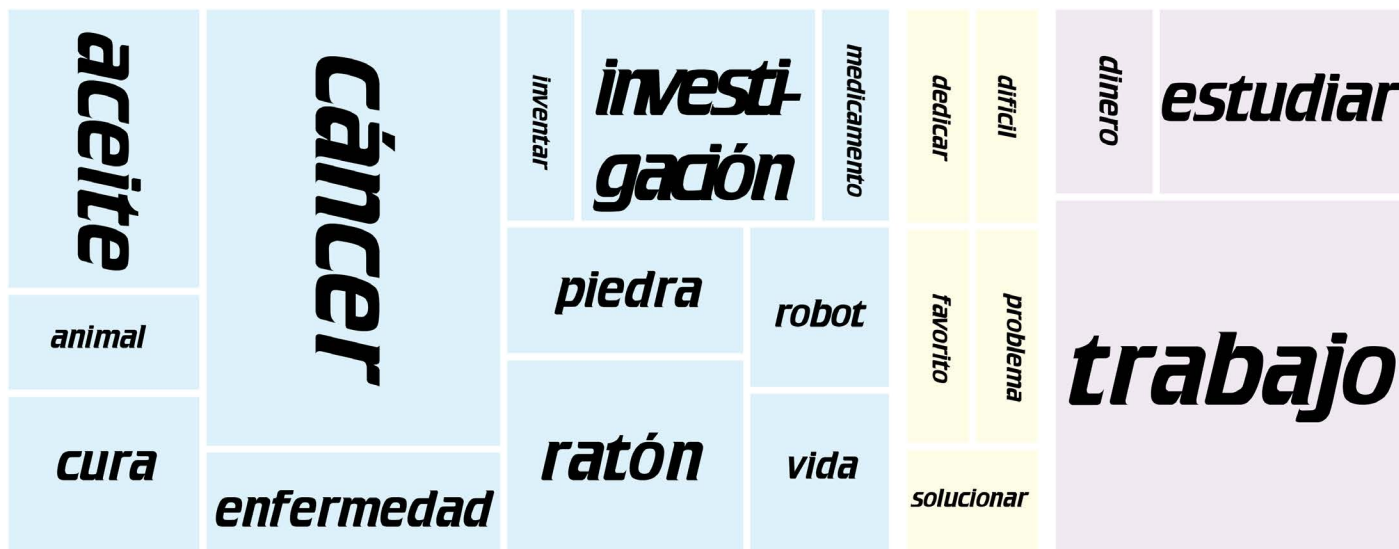 aceite
animal
cura
cáncer
enfermedad
inventar
investi-
gación
medicamento
piedra
robot
ratón
vida
dedicar
difícil
favorito
problema
solucionar
dinero
estudiar
trabajo